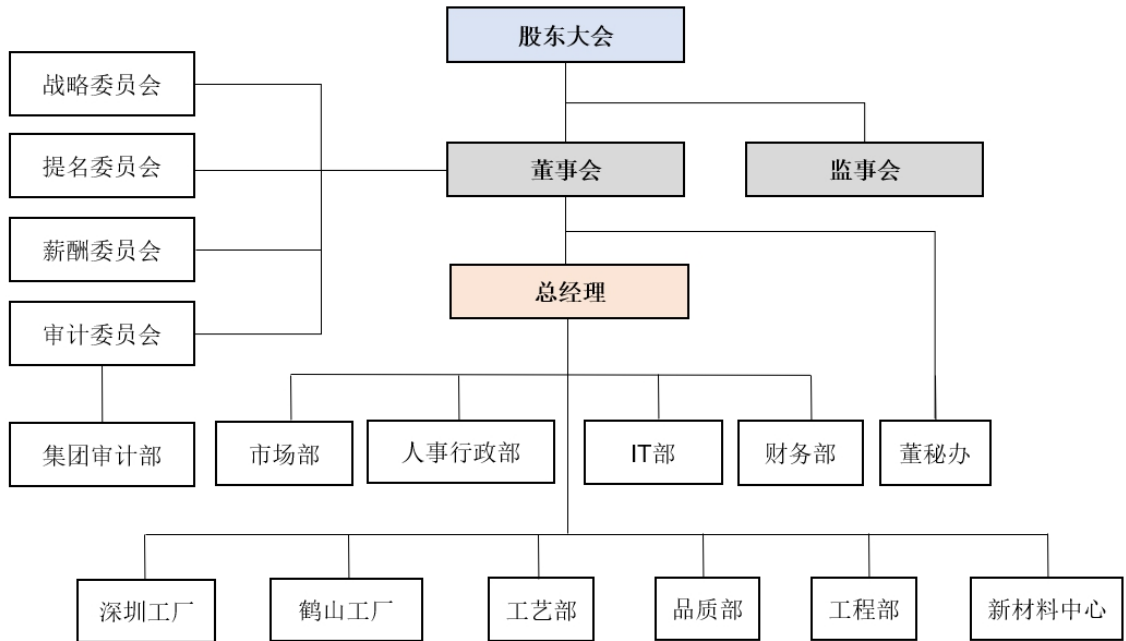 股东大会
战略委员会
提名委员会
董事会
监事会
薪酬委员会
总经理
审计委员会
集团审计部
市场部
人事行政部
IT部
财务部
董秘办
深圳工厂
鹤山工厂
工艺部
品质部
工程部
新材料中心